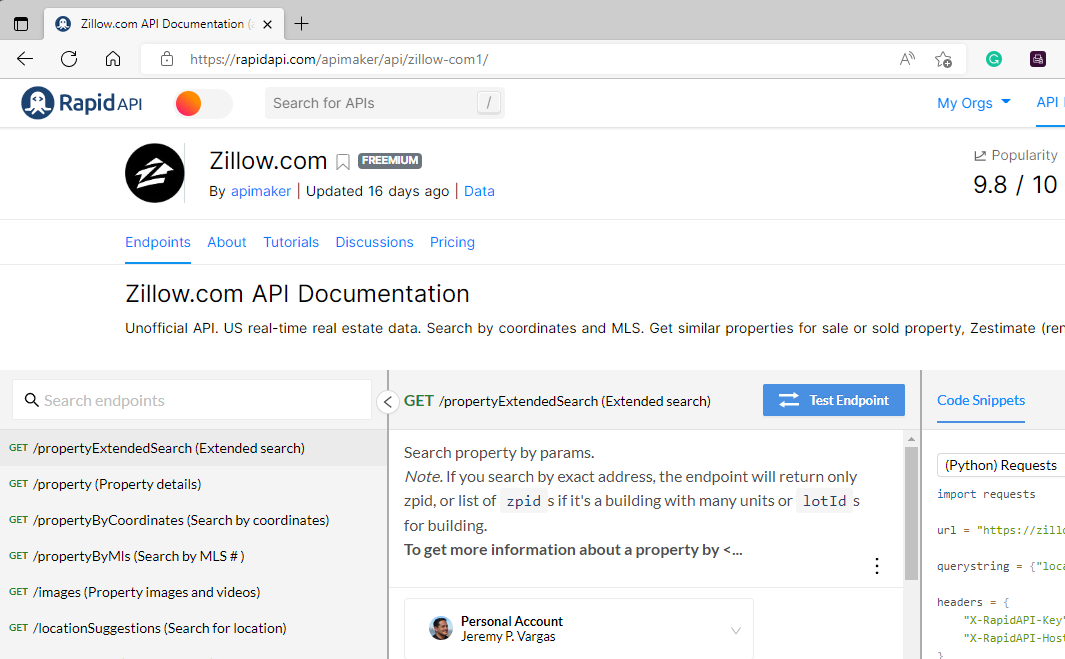 Zillow.com API Documentation (
https://rapidapi.com/apimaker/api/zillow-com1/
Rapid API
Search for APIs
/
My Orgs
API
Zillow.com
FREEMIUM
By apimaker | Updated 16 days ago | Data
Popularity
9.8 / 10
Endpoints
About
Tutorials
Discussions
Pricing
Zillow.com API Documentation
Unofficial API. US real-time real estate data. Search by coordinates and MLS. Get similar properties for sale or sold property, Zestimate (ren
Search endpoints
GET /propertyExtendedSearch (Extended search)
GET /property (Property details)
GET /propertyByCoordinates (Search by coordinates)
GET /propertyByMls (Search by MLS # )
GET /images (Property images and videos)
GET /locationSuggestions (Search for location)
GET /propertyExtendedSearch (Extended search)
Test Endpoint
Search property by params.
Note. If you search by exact address, the endpoint will return only
zpid, or list of zpid s if it's a building with many units or lotId s
for building.
To get more information about a property by <...
Personal Account
Jeremy P. Vargas
Code Snippets
(Python) Requests
import requests
url = "https://zillo
querystring = {"loca
headers = {
"X-RapidAPI-Key"
"X-RapidAPI-Host
}